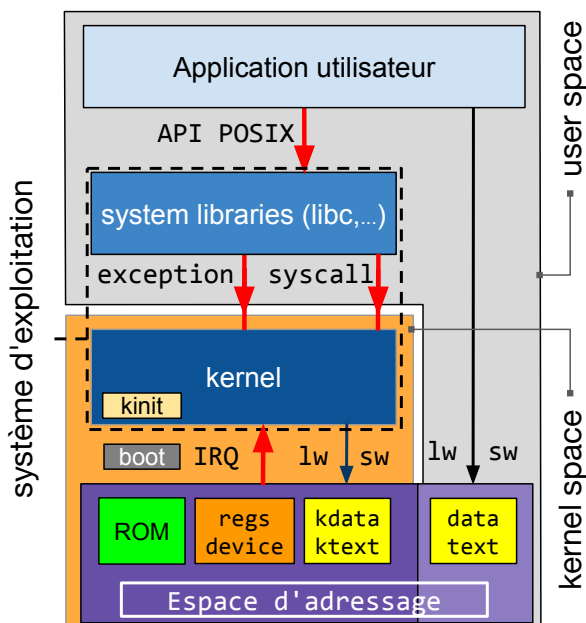 Application utilisateur
API POSIX
user space
system libraries (libc,...)
exception syscall
système d'exploitation
kernel
kinit
boot
IRQ
lw sw
lw sw
kernel space
ROM
regs
device
kdata
ktext
data
text
Espace d'adressage